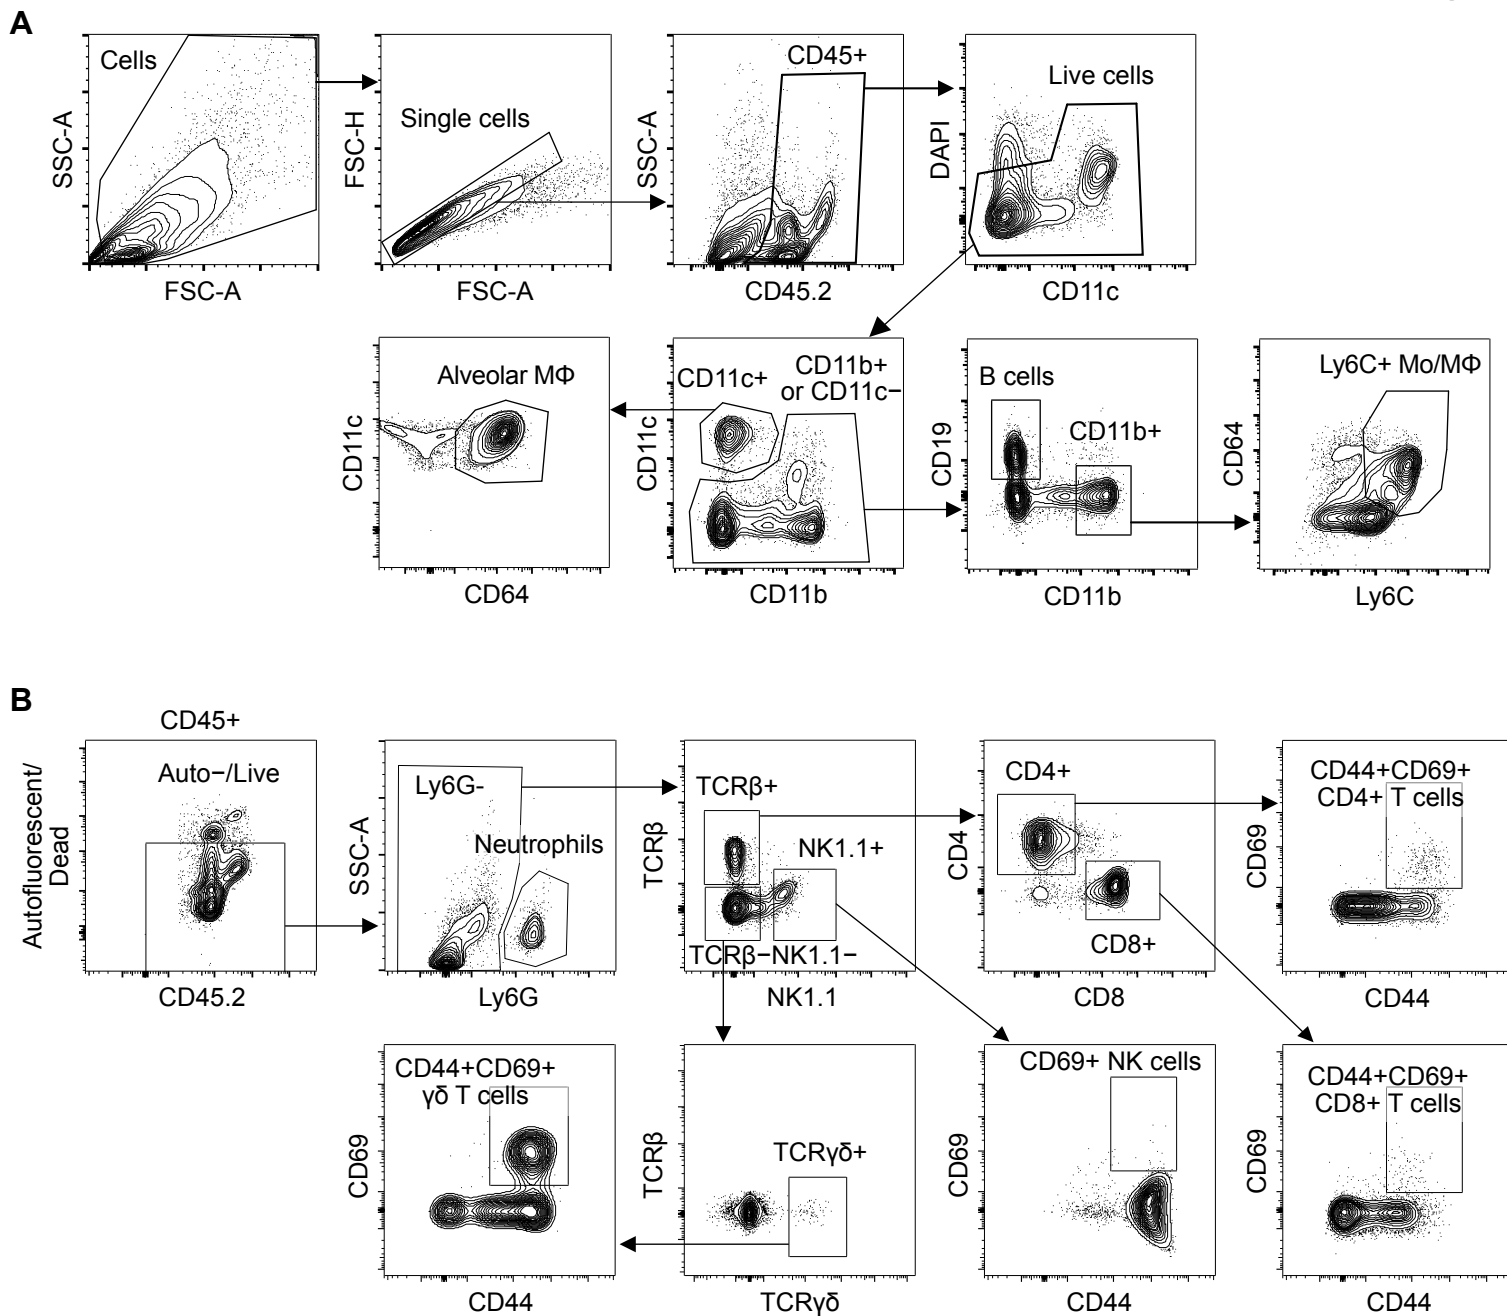 A
Cells
SSC-A
FSC-A
Single cells
FSC-H
FSC-A
CD45+
SSC-A
CD45.2
Live cells
DAPI
CD11c
Alveolar MΦ
CD11c
CD64
CD11c+
CD11b+
or CD11c−
CD11c
CD11b
B cells
CD11b+
CD19
CD11b
Ly6C+ Mo/MΦ
CD64
Ly6C
B
CD45+
Auto−/Live
Autofluorescent/
Dead
CD45.2
Ly6G-
Neutrophils
SSC-A
Ly6G
TCRβ+
NK1.1+
TCRβ−NK1.1−
TCRβ
NK1.1
CD4+
CD8+
CD4
CD8
CD44+CD69+
CD4+ T cells
CD69
CD44
CD44+CD69+
γδ T cells
CD69
CD44
TCRγδ+
TCRβ
TCRγδ
CD69+ NK cells
CD69
CD44
CD44+CD69+
CD8+ T cells
CD69
CD44